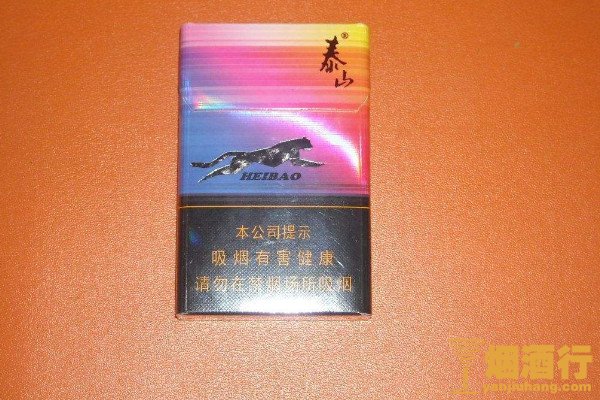 泰山®
HEIBAO
本公司提示
吸烟有害健康
请勿在禁烟场所吸烟
烟酒行
yanjiuhang.com